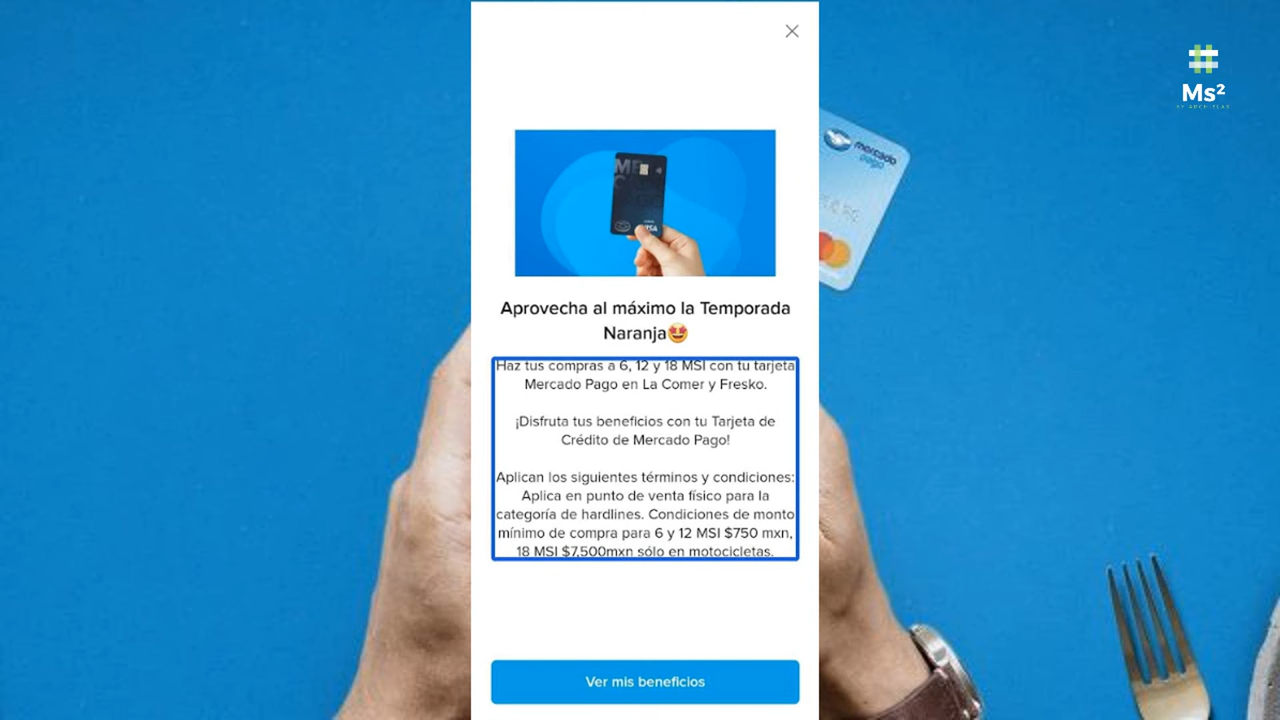 Ms²
mercado
pago
Aprovecha al máximo la Temporada
Naranja🤩
Haz tus compras a 6, 12 y 18 MSI con tu tarjeta
Mercado Pago en La Comer y Fresko.
¡Disfruta tus beneficios con tu Tarjeta de
Crédito de Mercado Pago!
Aplican los siguientes términos y condiciones:
Aplica en punto de venta físico para la
categoría de hardlines. Condiciones de monto
mínimo de compra para 6 y 12 MSI $750 mxn,
18 MSI $7,500mxn sólo en motocicletas.
Ver mis beneficios